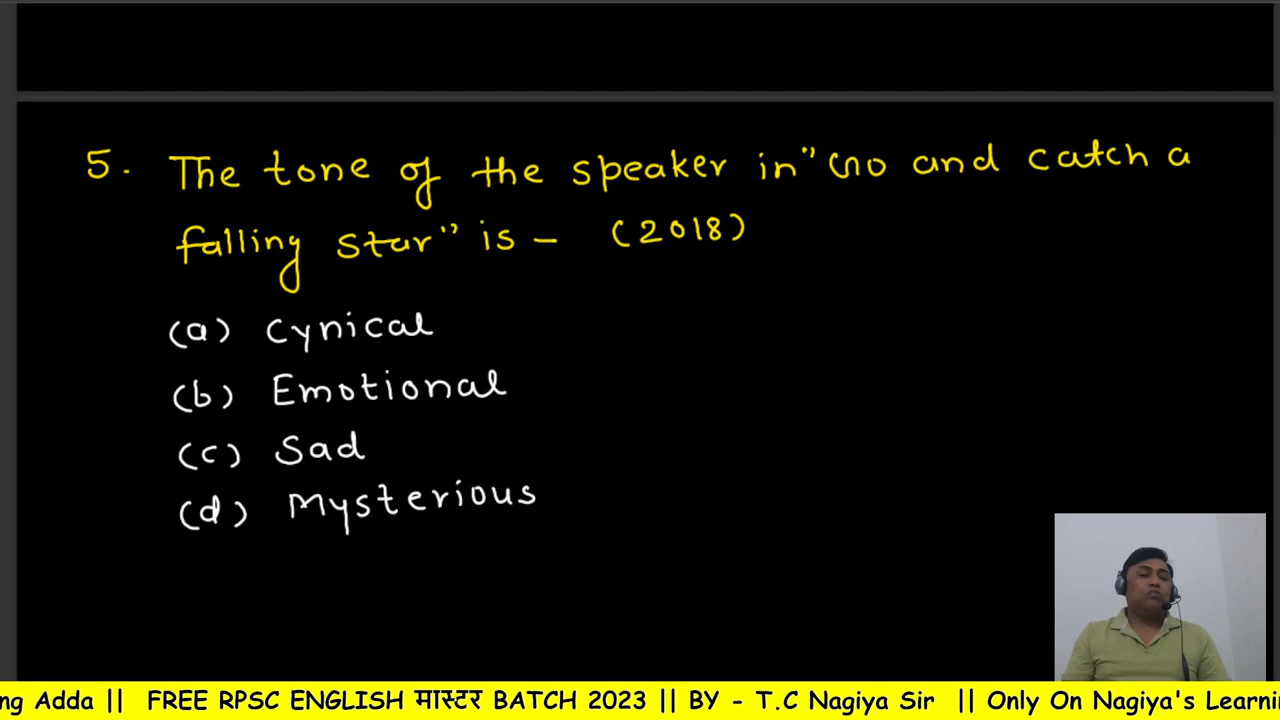 5. The tone of the speaker in "Go and catch a
falling star" is - (2018)
(a) Cynical
(b) Emotional
(c) Sad
(d) Mysterious
ng Adda || FREE RPSC ENGLISH मास्टर BATCH 2023 || BY - T.C Nagiya Sir || Only On Nagiya's Learni